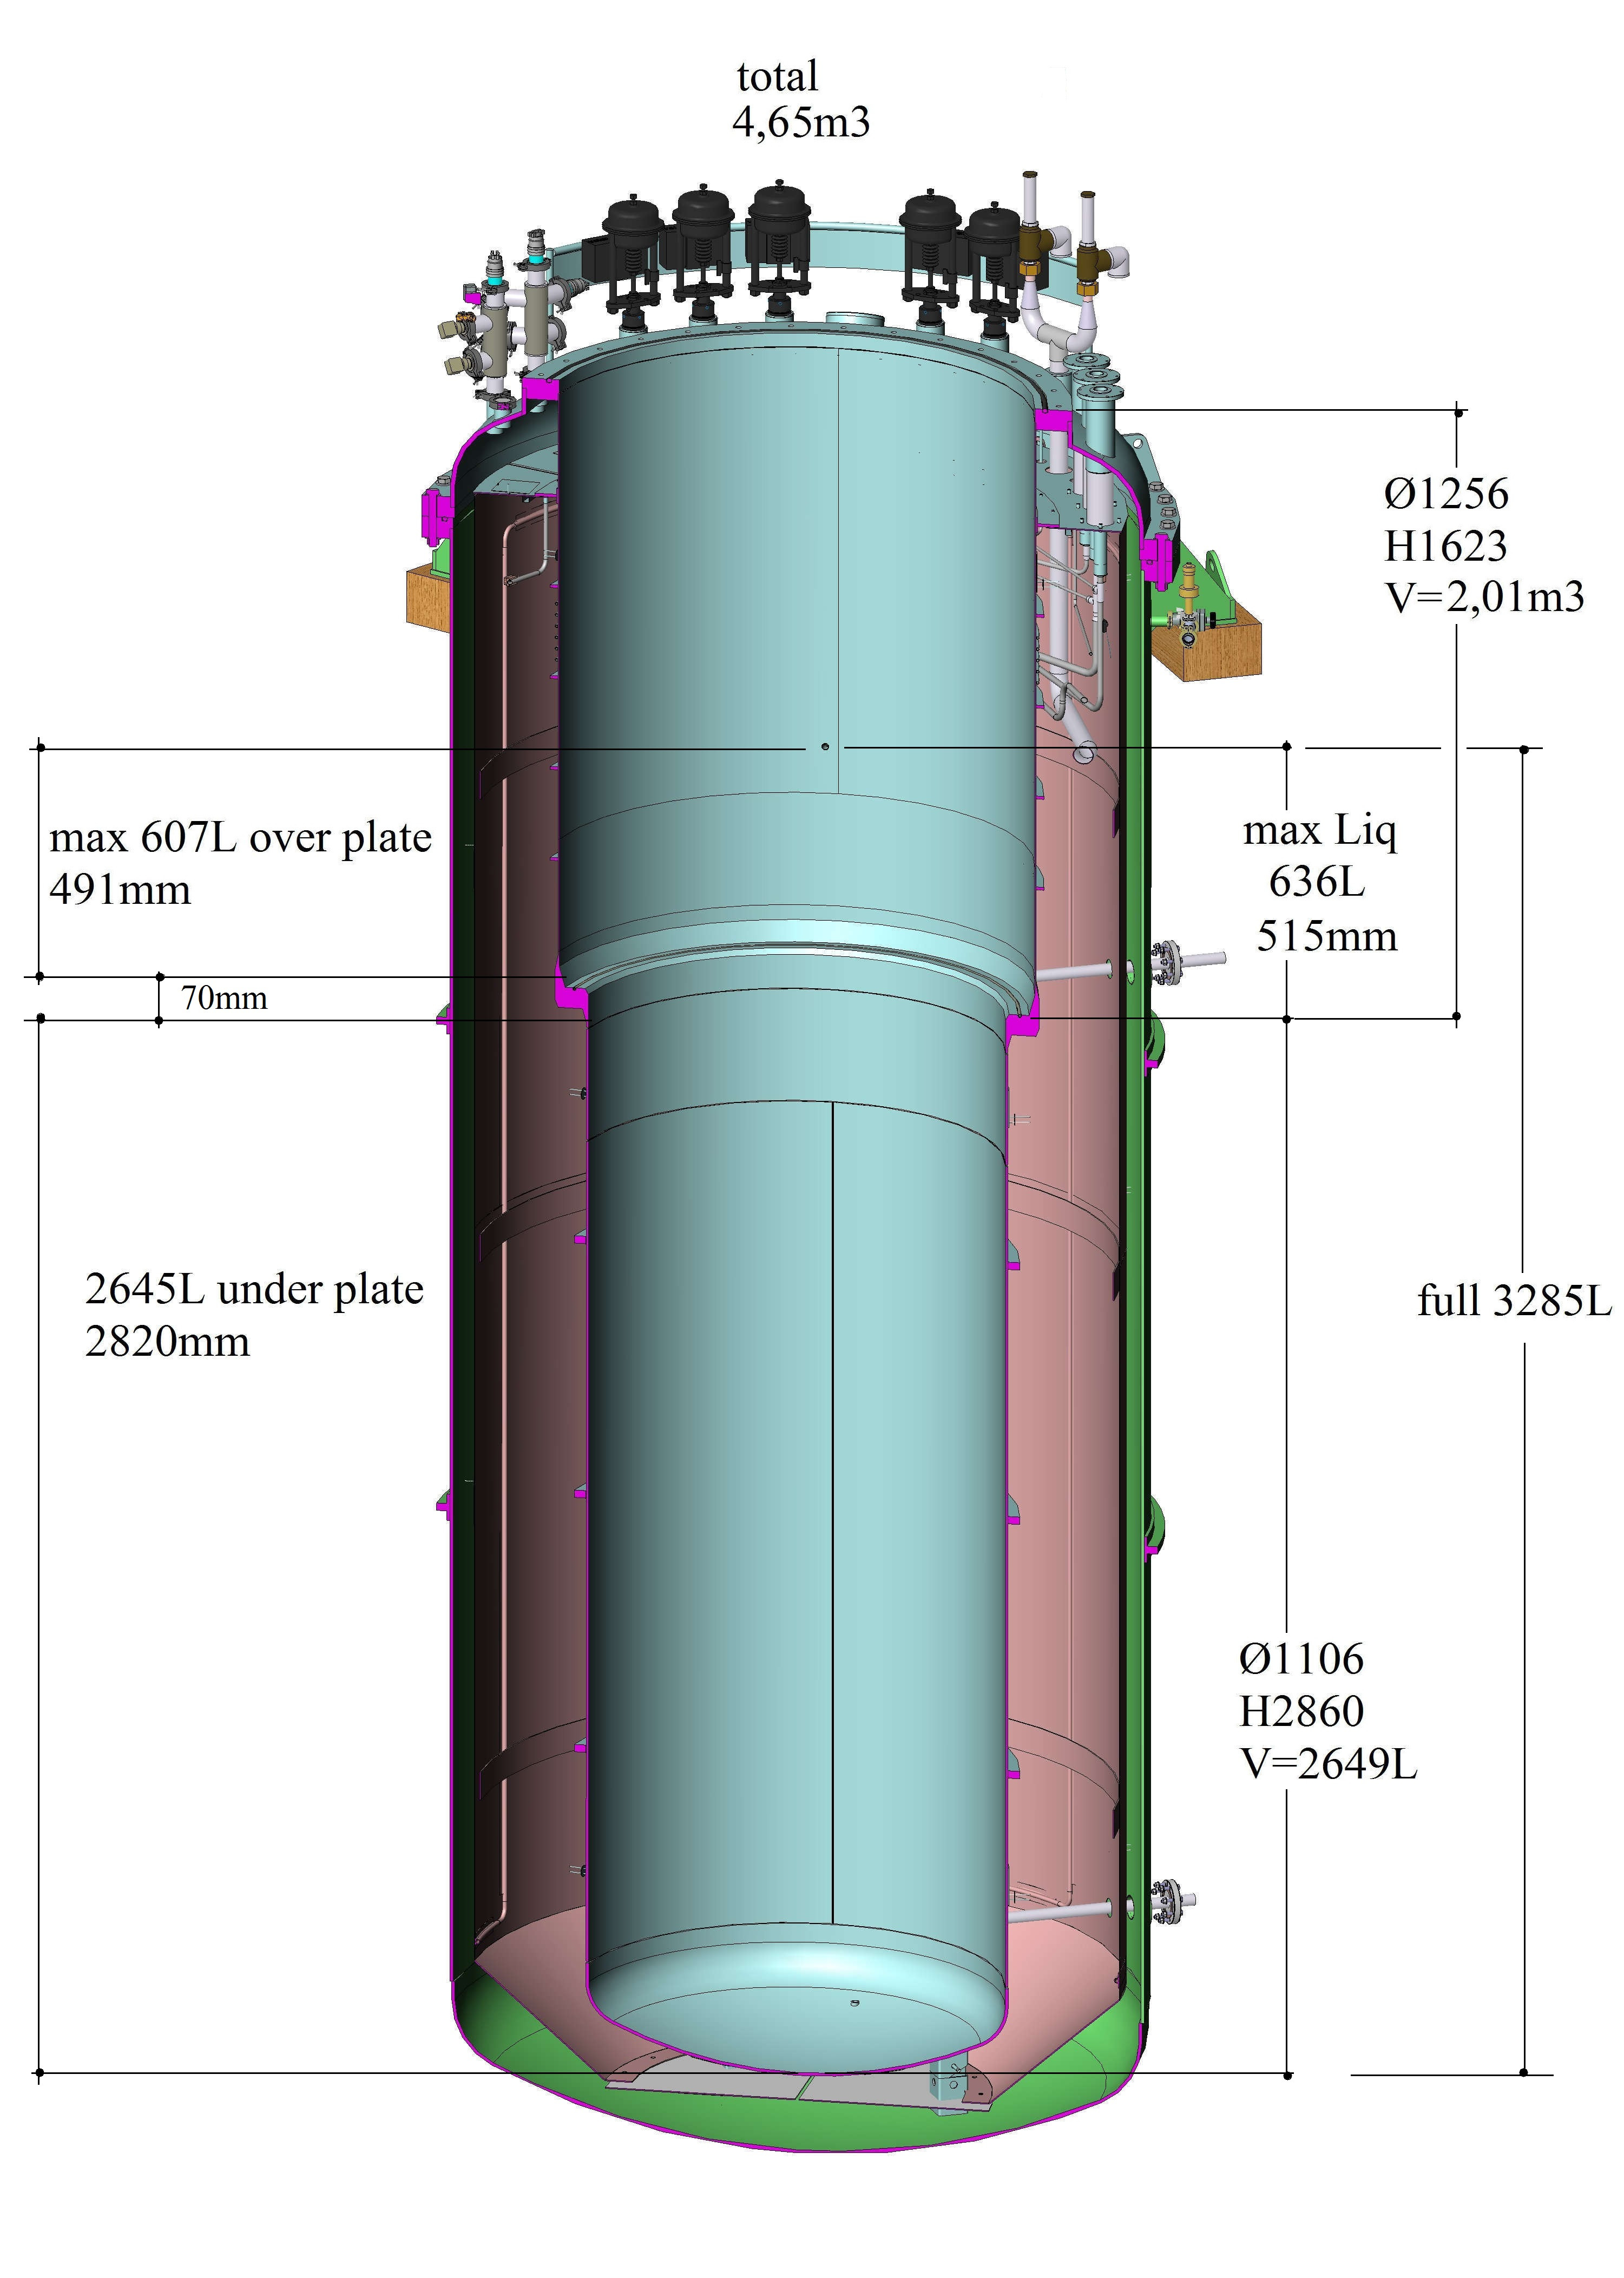 total
4,65m3
Ø1256
H1623
V=2,01m3
max 607L over plate
491mm
max Liq
636L
515mm
70mm
2645L under plate
2820mm
full 3285L
Ø1106
H2860
V=2649L